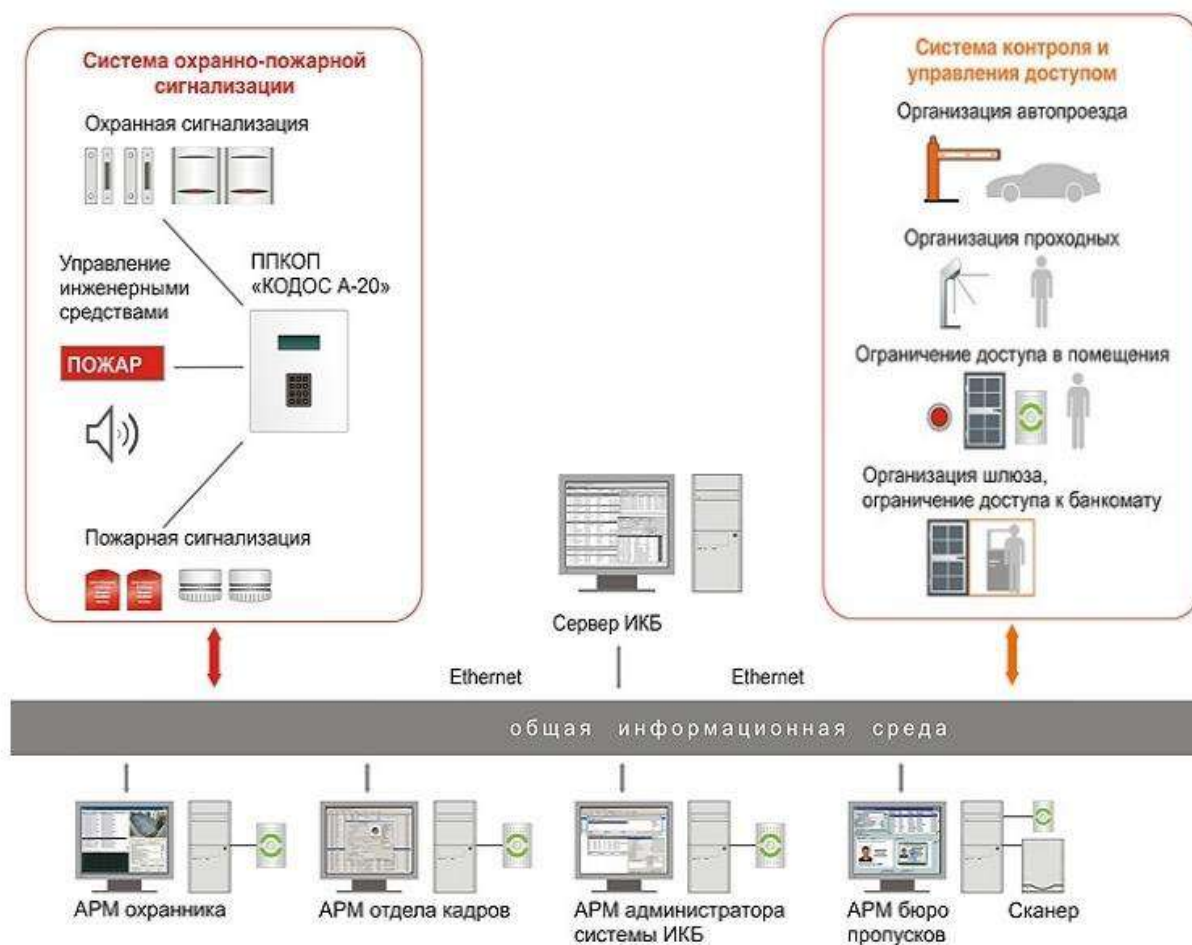 Система охранно-пожарной
сигнализации
Охранная сигнализация
Управление
инженерными
средствами
ППКОП
«КОДОС А-20»
ПОЖАР
Пожарная сигнализация
Система контроля и
управления доступом
Организация автопроезда
Организация проходных
Ограничение доступа в помещения
Организация шлюза,
ограничение доступа к банкомату
Сервер ИКБ
Ethernet
Ethernet
общая информационная среда
АРМ охранника
АРМ отдела кадров
АРМ администратора
системы ИКБ
АРМ бюро
пропусков
Сканер